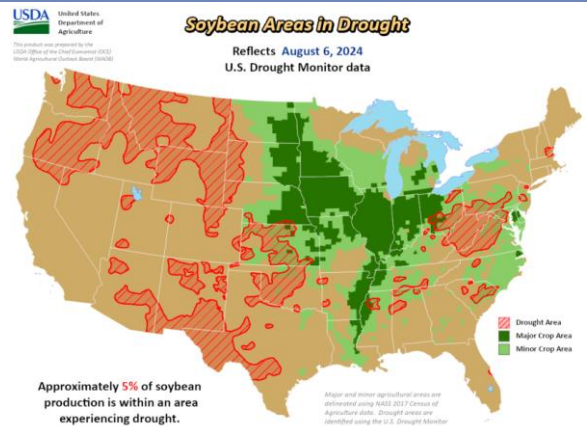 USDA
United States
Department of
Agriculture
This product was prepared by the
USDA Office of the Chief Economist (OCE)
World Agricultural Outlook Board (WAOB)
Soybean Areas in Drought
Reflects August 6, 2024
U.S. Drought Monitor data
Drought Area
Major Crop Area
Minor Crop Area
Approximately 5% of soybean
production is within an area
experiencing drought.
Major and minor agricultural areas are
delineated using NASS 2017 Census of
Agriculture data. Drought areas are
identified using the U.S. Drought Monitor